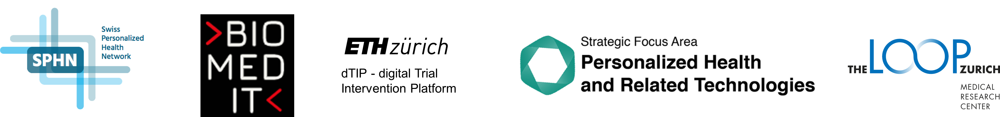 SPHN
Swiss
Personalized
Health
Network
>BIO
MED
IT<
ETH zürich
dTIP - digital Trial
Intervention Platform
Strategic Focus Area
Personalized Health
and Related Technologies
THE LOOP ZURICH
MEDICAL
RESEARCH
CENTER